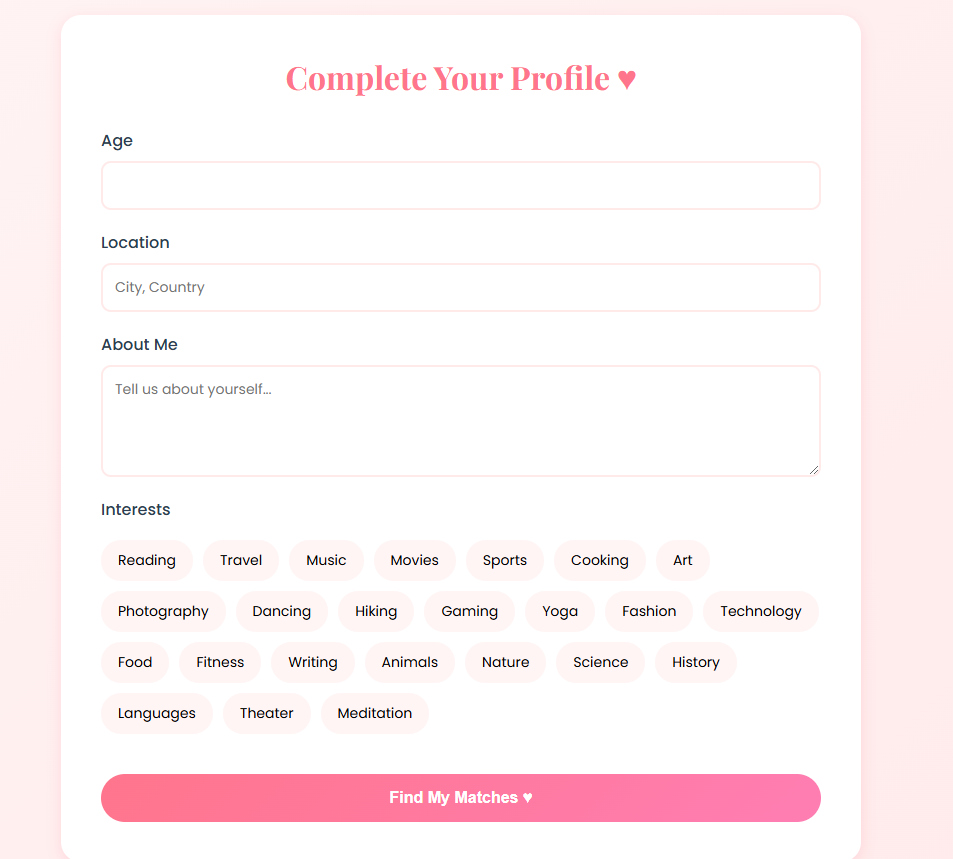 Complete Your Profile ♥
Age
Location
City, Country
About Me
Tell us about yourself...
Interests
Reading Travel Music Movies Sports Cooking Art
Photography Dancing Hiking Gaming Yoga Fashion Technology
Food Fitness Writing Animals Nature Science History
Languages Theater Meditation
Find My Matches ♥